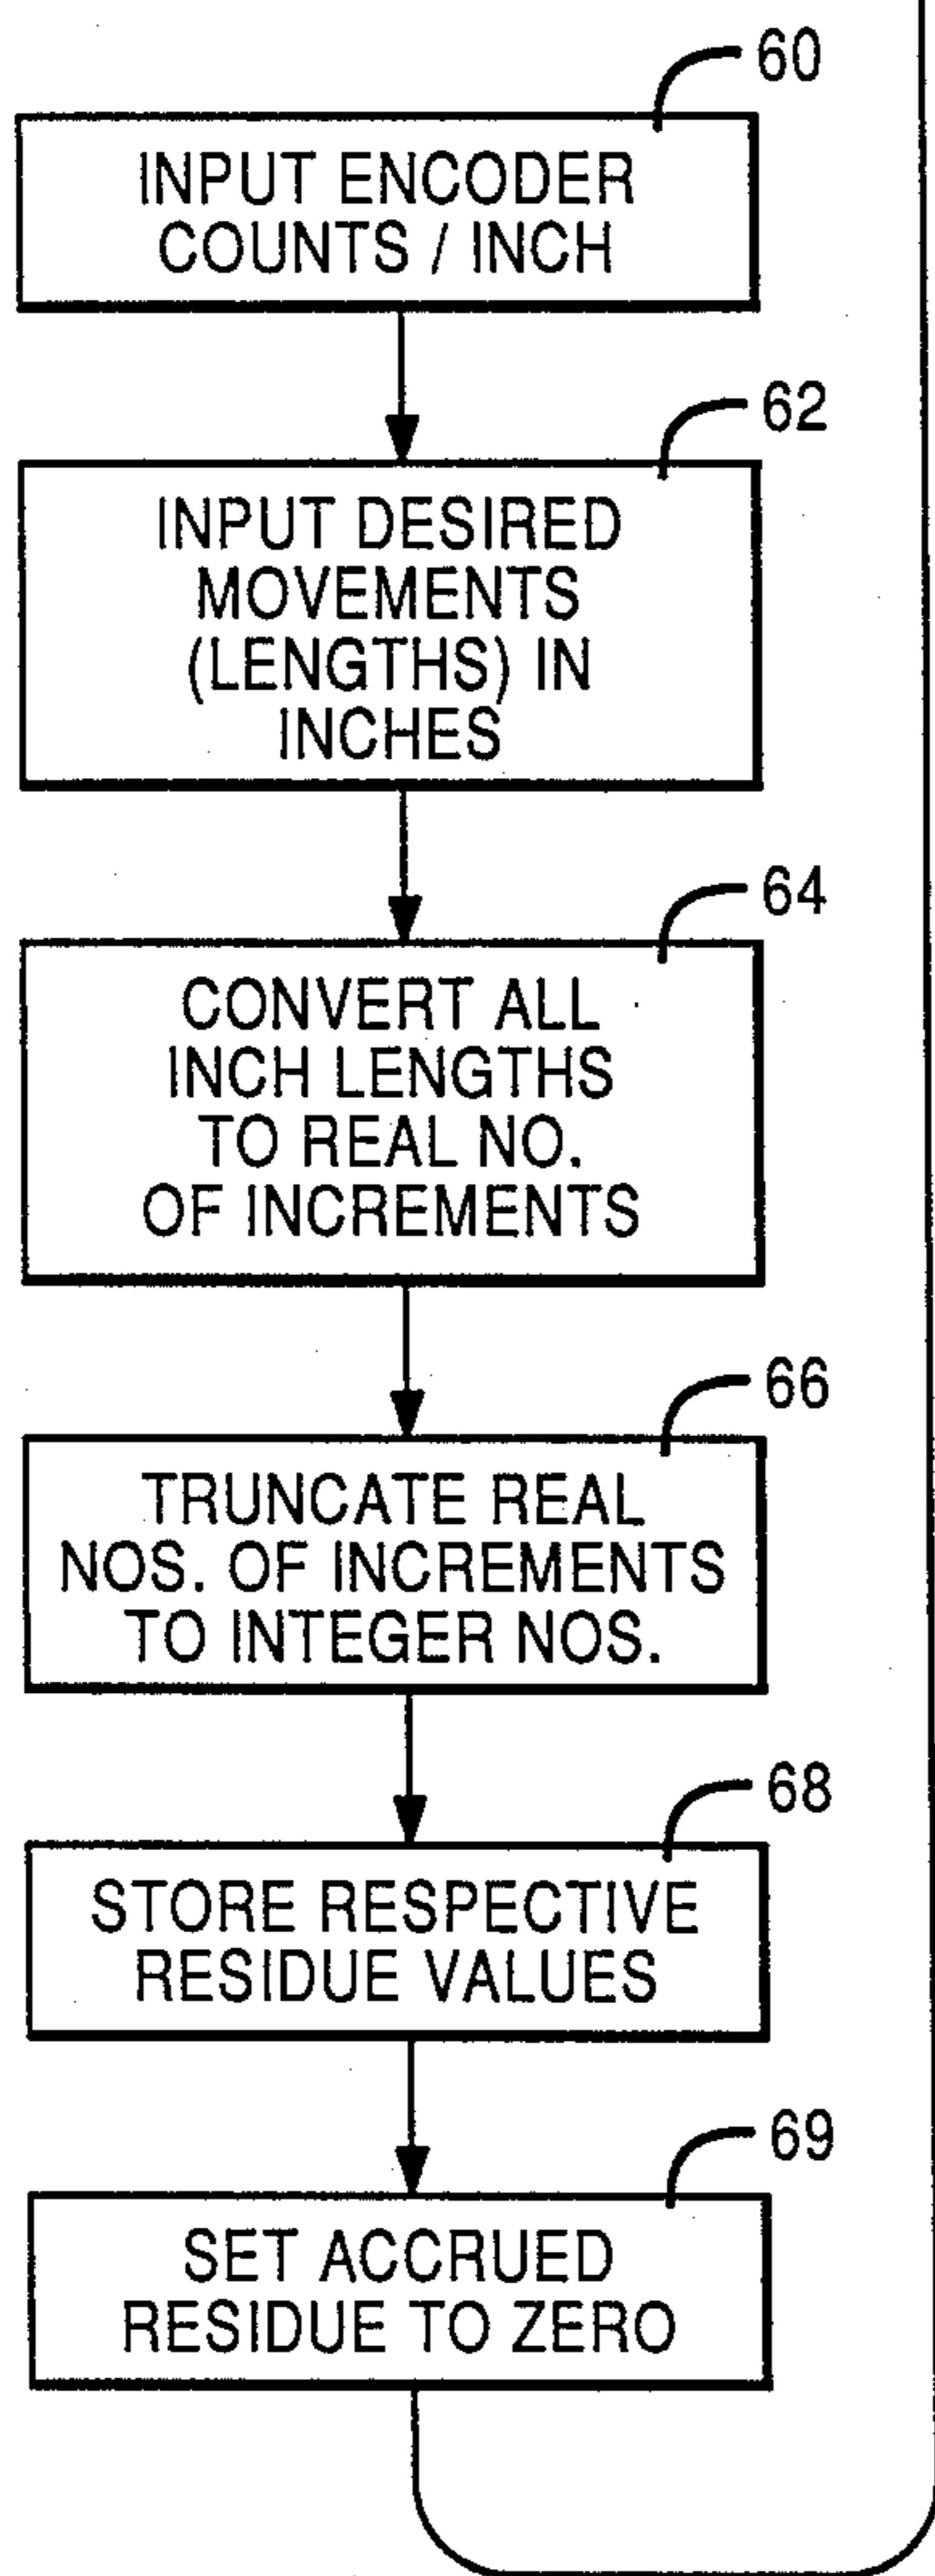 60
INPUT ENCODER
COUNTS / INCH
62
INPUT DESIRED
MOVEMENTS
(LENGTHS) IN
INCHES
64
CONVERT ALL
INCH LENGTHS
TO REAL NO.
OF INCREMENTS
66
TRUNCATE REAL
NOS. OF INCREMENTS
TO INTEGER NOS.
68
STORE RESPECTIVE
RESIDUE VALUES
69
SET ACCRUED
RESIDUE TO ZERO